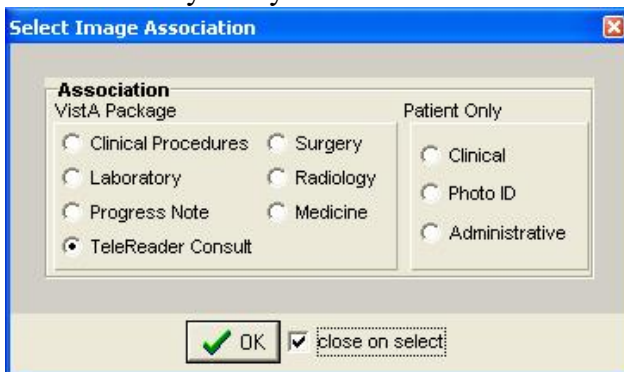 Select Image Association
Association
VistA Package
Patient Only
Clinical Procedures
Surgery
Laboratory
Radiology
Progress Note
Medicine
TeleReader Consult
Clinical
Photo ID
Administrative
OK
close on select